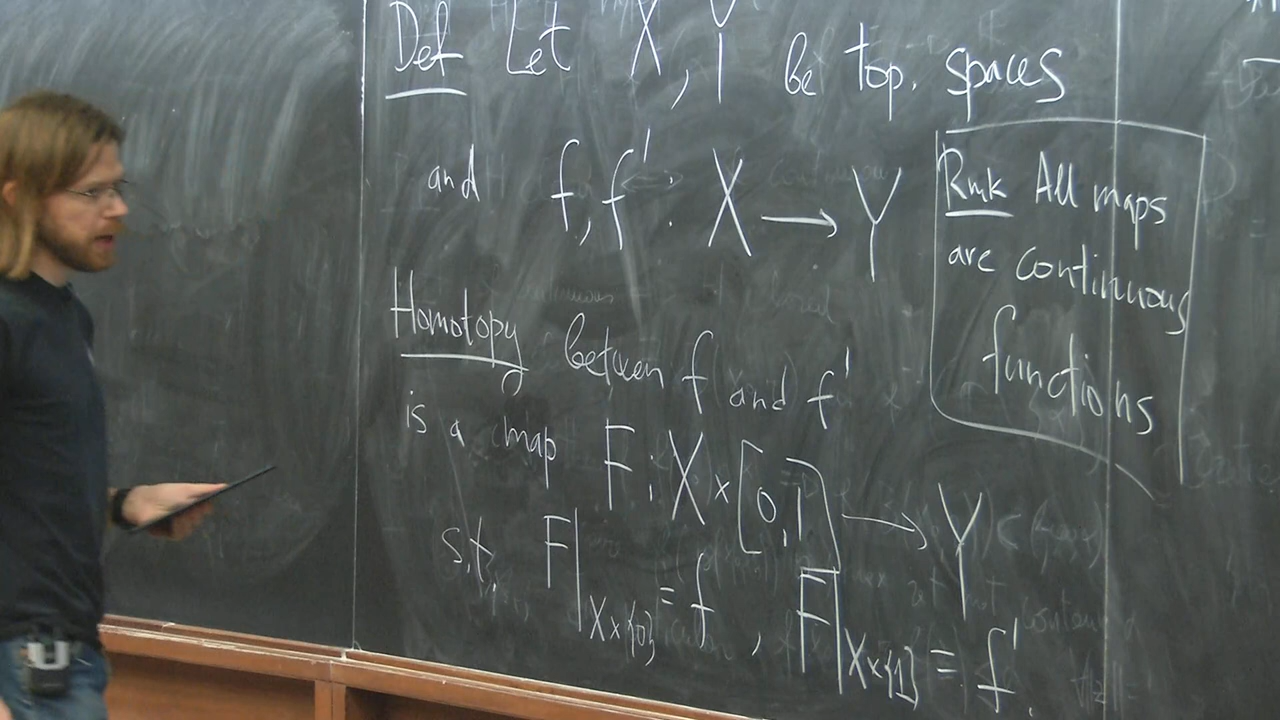 Def Let X, Y be top. spaces
and f, f' : X → Y
Homotopy between f and f'
is a map F : X × [0,1] → Y
s.t. F|X×{0} = f , F|X×{1} = f'.
Rmk All maps
are continuous
functions